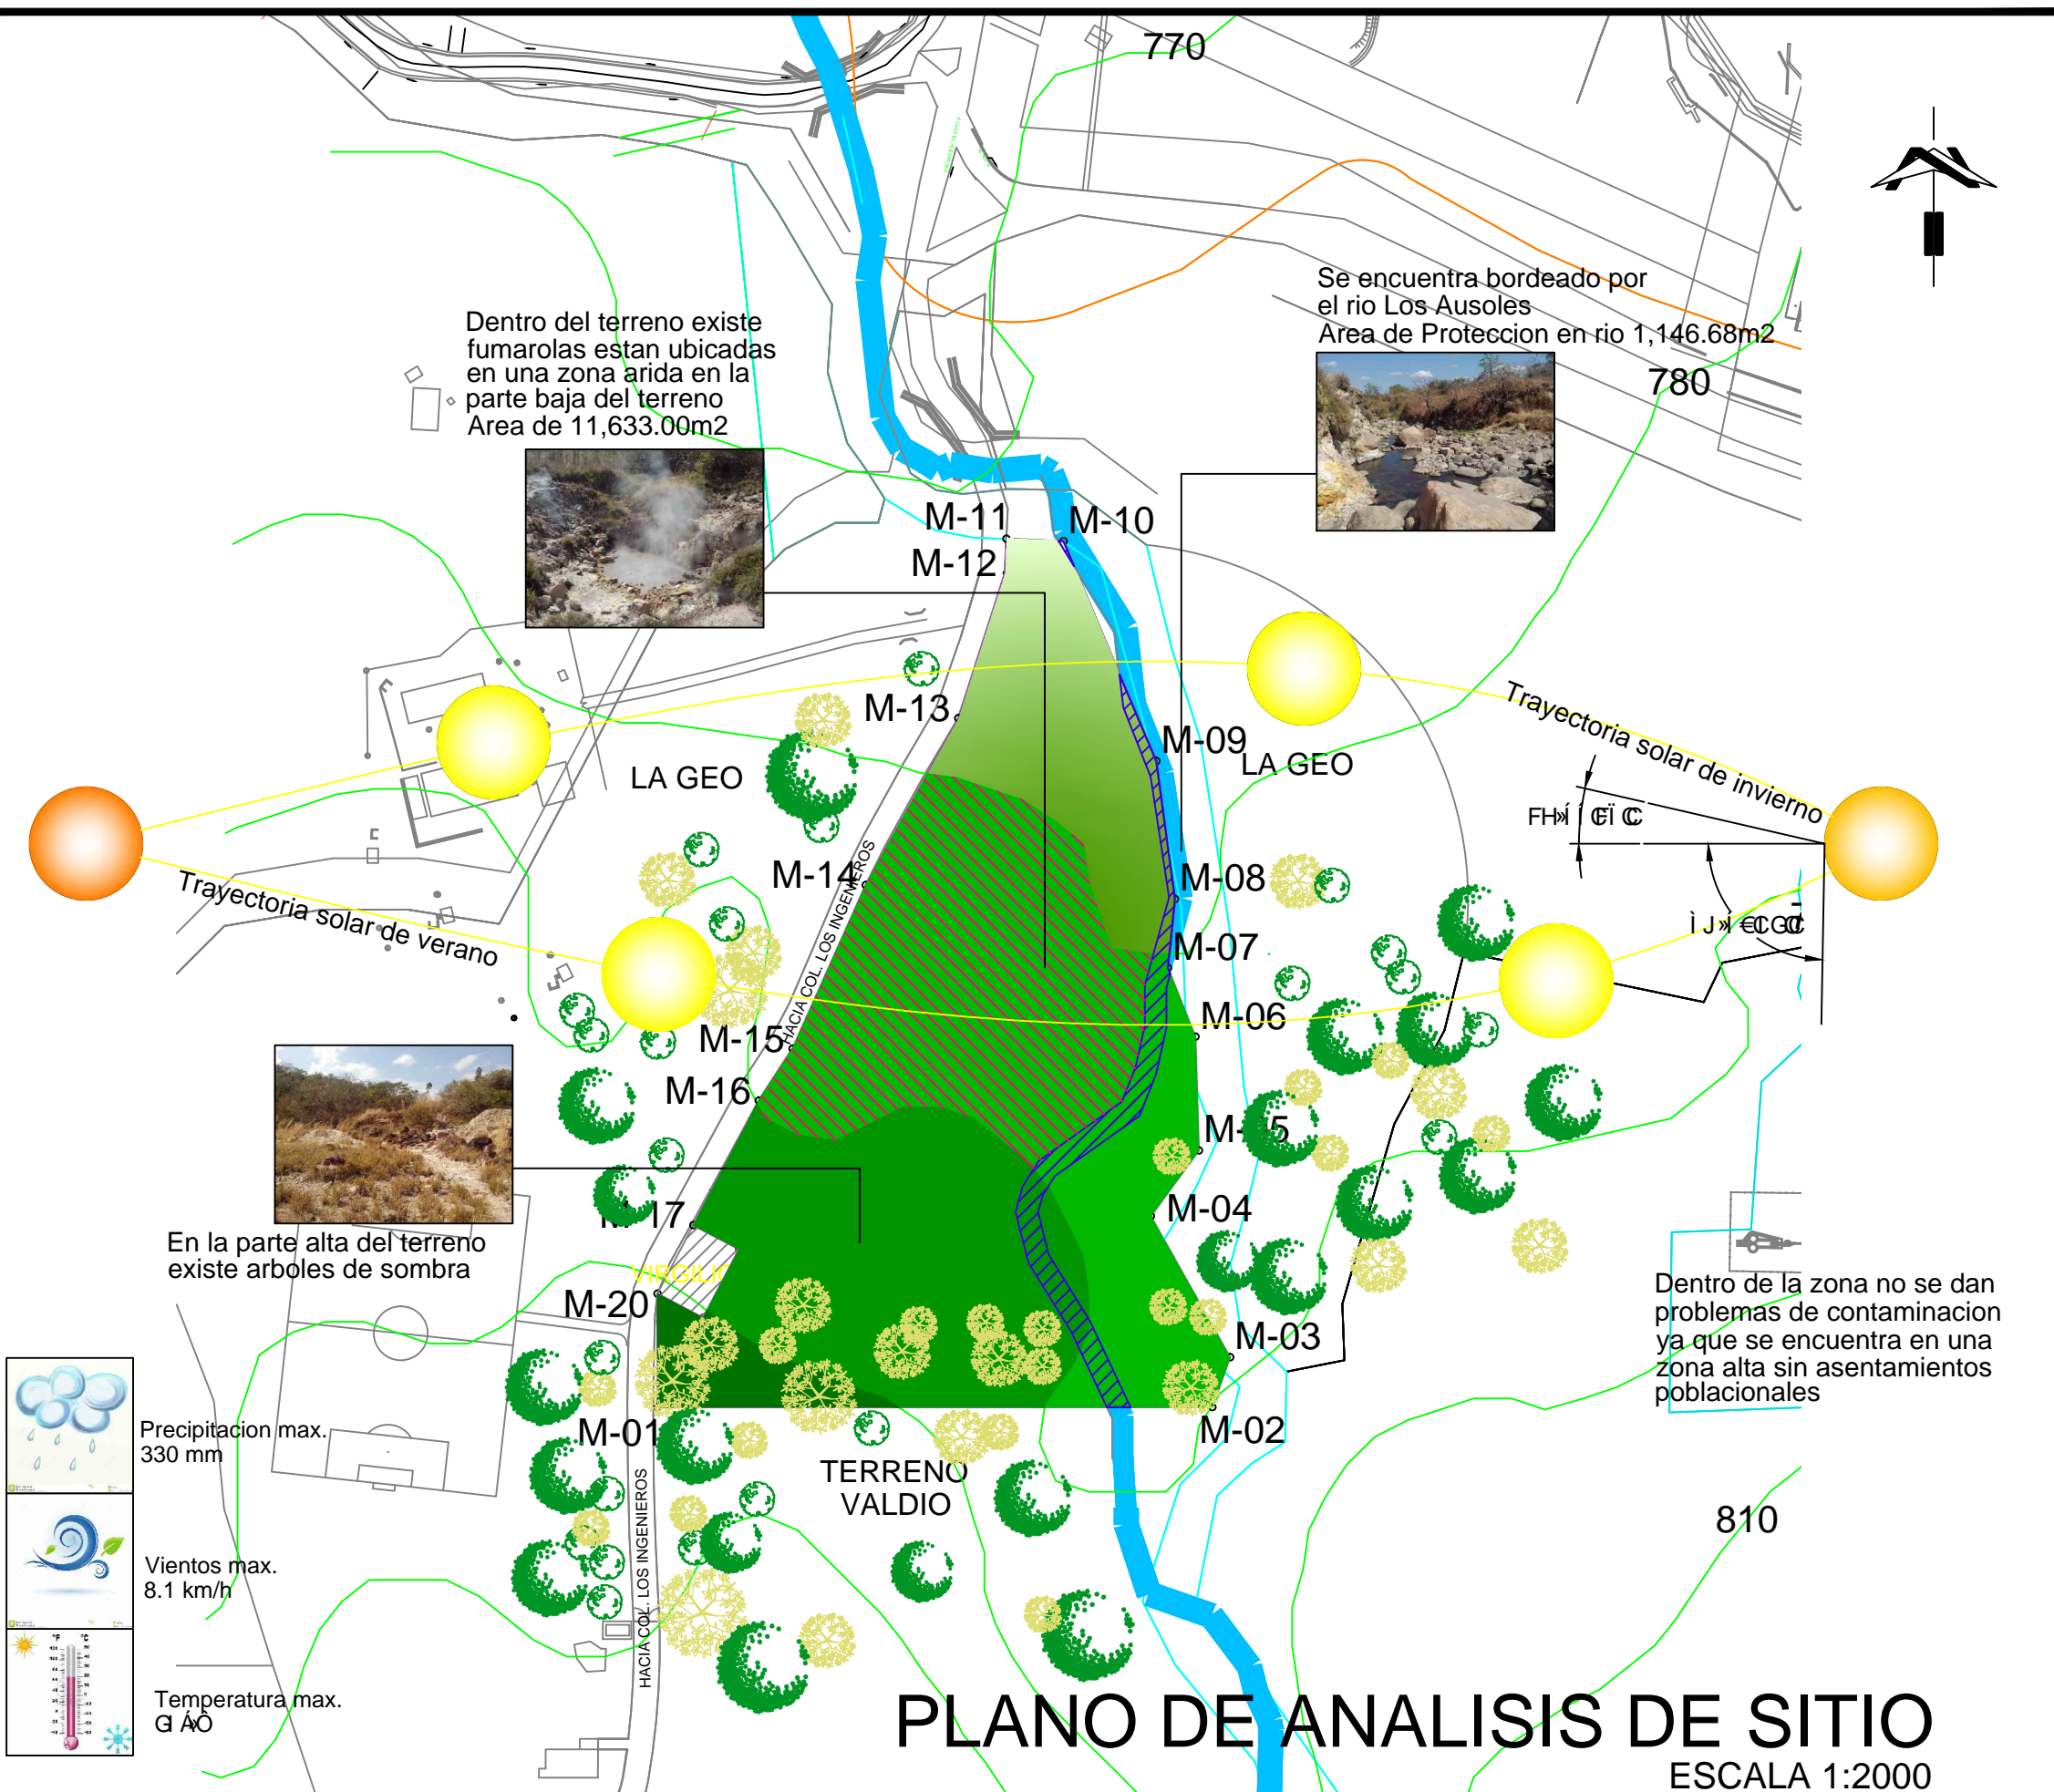 770
Se encuentra bordeado por
el rio Los Ausoles
Area de Proteccion en rio 1,146.68m2
780
Dentro del terreno existe
fumarolas estan ubicadas
en una zona arida en la
parte baja del terreno
Area de 11,633.00m2
M-11
M-10
M-12
M-13
M-09
LA GEO
LA GEO
Trayectoria solar de invierno
M-14
M-08
HACIA COL. LOS INGENIEROS
Trayectoria solar de verano
M-07
M-15
M-06
M-16
M-05
M-17
M-04
En la parte alta del terreno
existe arboles de sombra
VIRGILIO
M-20
M-03
Dentro de la zona no se dan
problemas de contaminacion
ya que se encuentra en una
zona alta sin asentamientos
poblacionales
M-01
M-02
Precipitacion max.
330 mm
TERRENO
VALDIO
810
HACIA COL. LOS INGENIEROS
Vientos max.
8.1 km/h
Temperatura max.
PLANO DE ANALISIS DE SITIO
ESCALA 1:2000